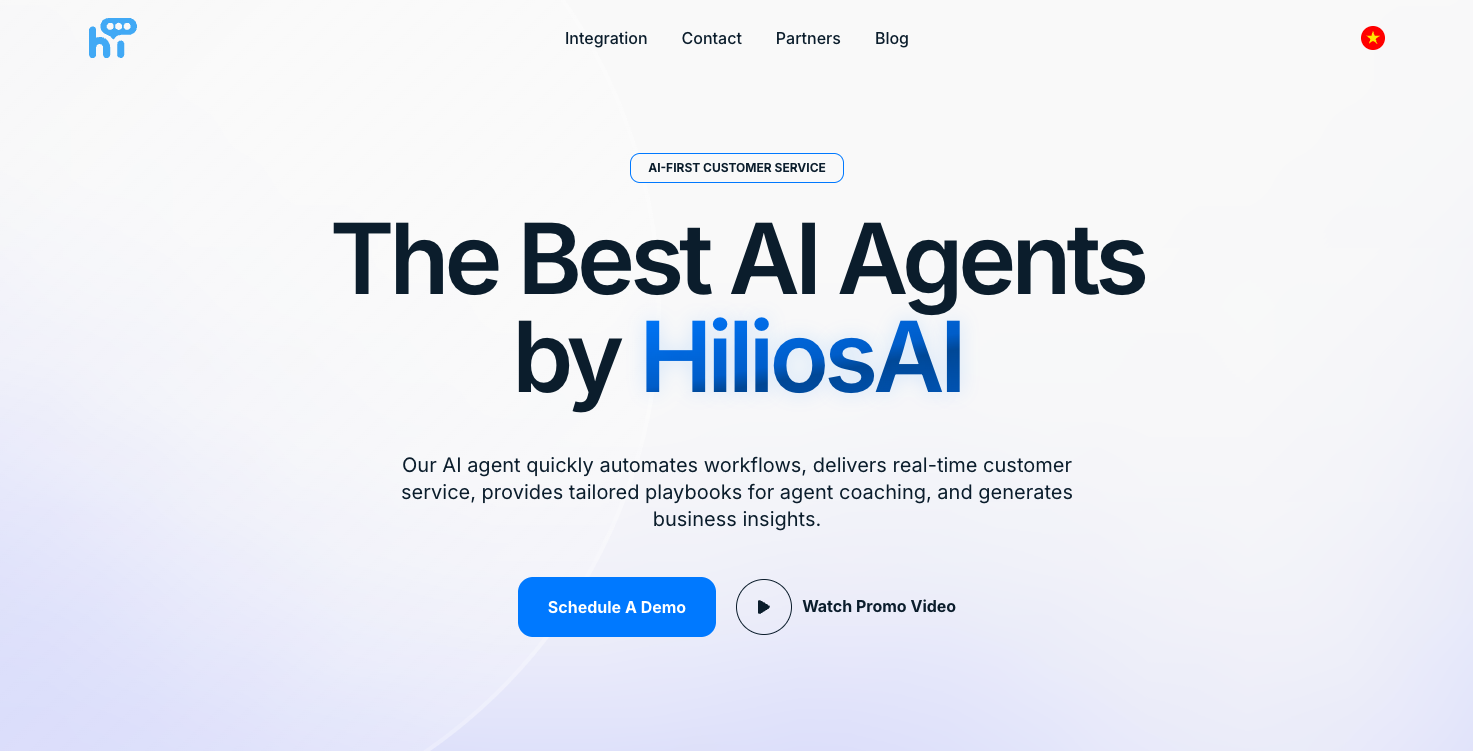 hi
Integration
Contact
Partners
Blog
AI-FIRST CUSTOMER SERVICE
The Best AI Agents
by HiliosAI
Our AI agent quickly automates workflows, delivers real-time customer
service, provides tailored playbooks for agent coaching, and generates
business insights.
Schedule A Demo
Watch Promo Video